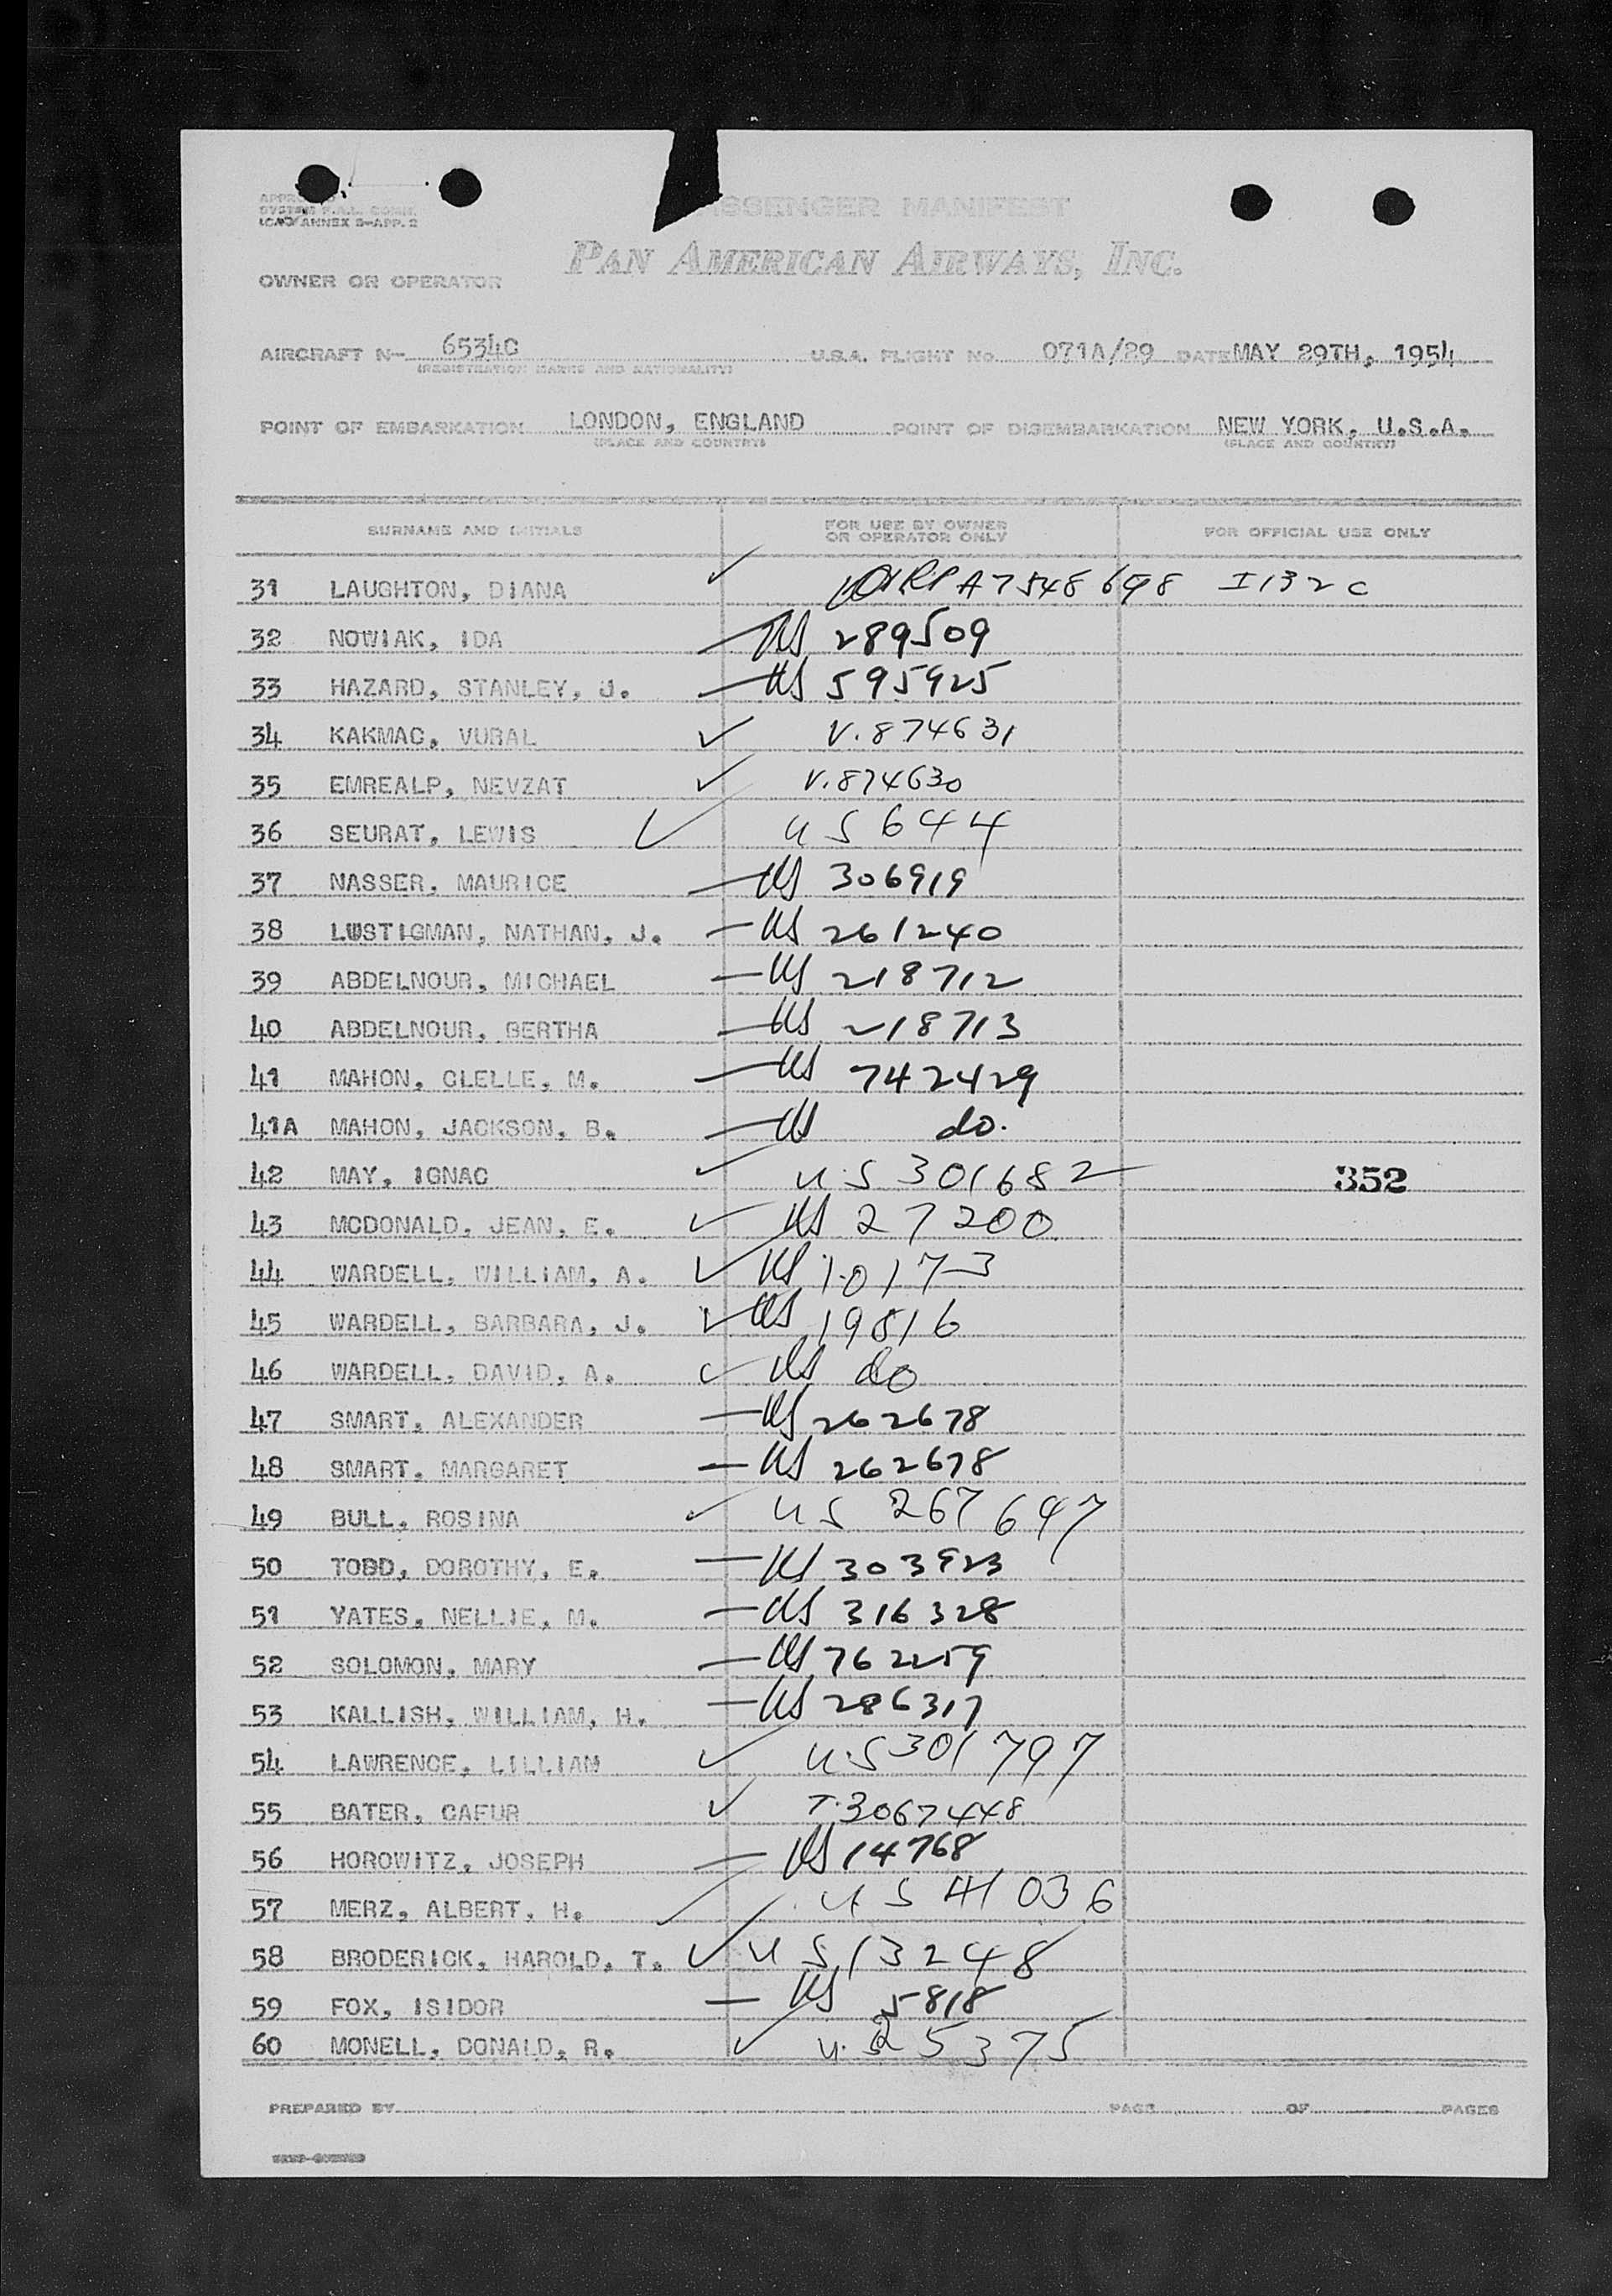 SYSTEM P.A.L. COMM.
ICAO ANNEX 9-APP. 2
PASSENGER MANIFEST
PAN AMERICAN AIRWAYS, INC.
OWNER OR OPERATOR
AIRCRAFT N- 6534C U.S.A. FLIGHT No. 071A/29 DATE MAY 29TH, 1954
(REGISTRATION MARKS AND NATIONALITY)
POINT OF EMBARKATION LONDON, ENGLAND POINT OF DISEMBARKATION NEW YORK, U.S.A.
(PLACE AND COUNTRY) (PLACE AND COUNTRY)
SURNAME AND INITIALS FOR USE BY OWNER OR OPERATOR ONLY FOR OFFICIAL USE ONLY
31 LAUGHTON, DIANA A7548698 I132C
32 NOWIAK, IDA US 289509
33 HAZARD, STANLEY, J. US 595925
34 KAKMAC, VURAL V.874631
35 EMREALP, NEVZAT V.874630
36 SEURAT, LEWIS US 644
37 NASSER, MAURICE US 306919
38 LUSTIGMAN, NATHAN, J. US 261240
39 ABDELNOUR, MICHAEL US 218712
40 ABDELNOUR, BERTHA US 218713
41 MAHON, CLELLE, M. US 742429
41A MAHON, JACKSON, B. US do.
42 MAY, IGNAC U.S 301682 352
43 MCDONALD, JEAN, E. US 27200
44 WARDELL, WILLIAM, A. US 10173
45 WARDELL, BARBARA, J. US 19516
46 WARDELL, DAVID, A. US do
47 SMART, ALEXANDER US 262678
48 SMART, MARGARET US 262678
49 BULL, ROSINA US 267647
50 TODD, DOROTHY, E. US 303923
51 YATES, NELLIE, M. US 316328
52 SOLOMON, MARY US 762259
53 KALLISH, WILLIAM, H. US 286317
54 LAWRENCE, LILLIAN U.S 301797
55 BATER, CAFUR T.3067448
56 HOROWITZ, JOSEPH US 14768
57 MERZ, ALBERT, H. US 41036
58 BRODERICK, HAROLD, T. US 13248
59 FOX, ISIDOR US 5818
60 MONELL, DONALD, R. U.S 25375
PREPARED BY PAGE OF PAGES